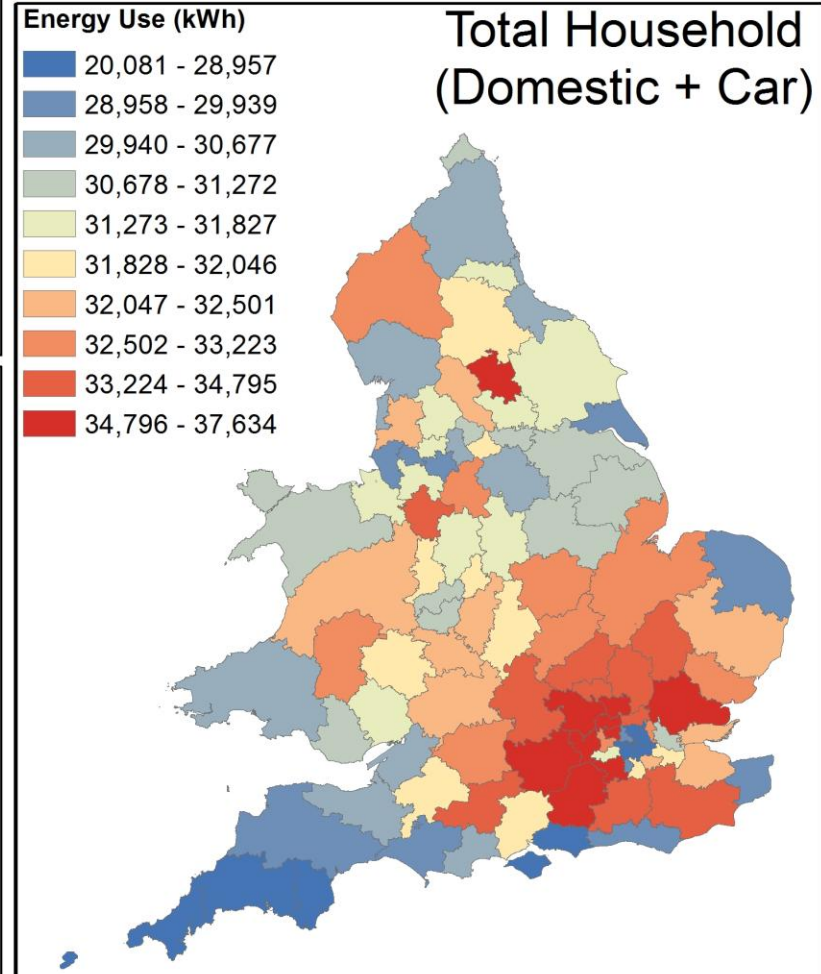 Energy Use (kWh)
Total Household
(Domestic + Car)
20,081 - 28,957
28,958 - 29,939
29,940 - 30,677
30,678 - 31,272
31,273 - 31,827
31,828 - 32,046
32,047 - 32,501
32,502 - 33,223
33,224 - 34,795
34,796 - 37,634